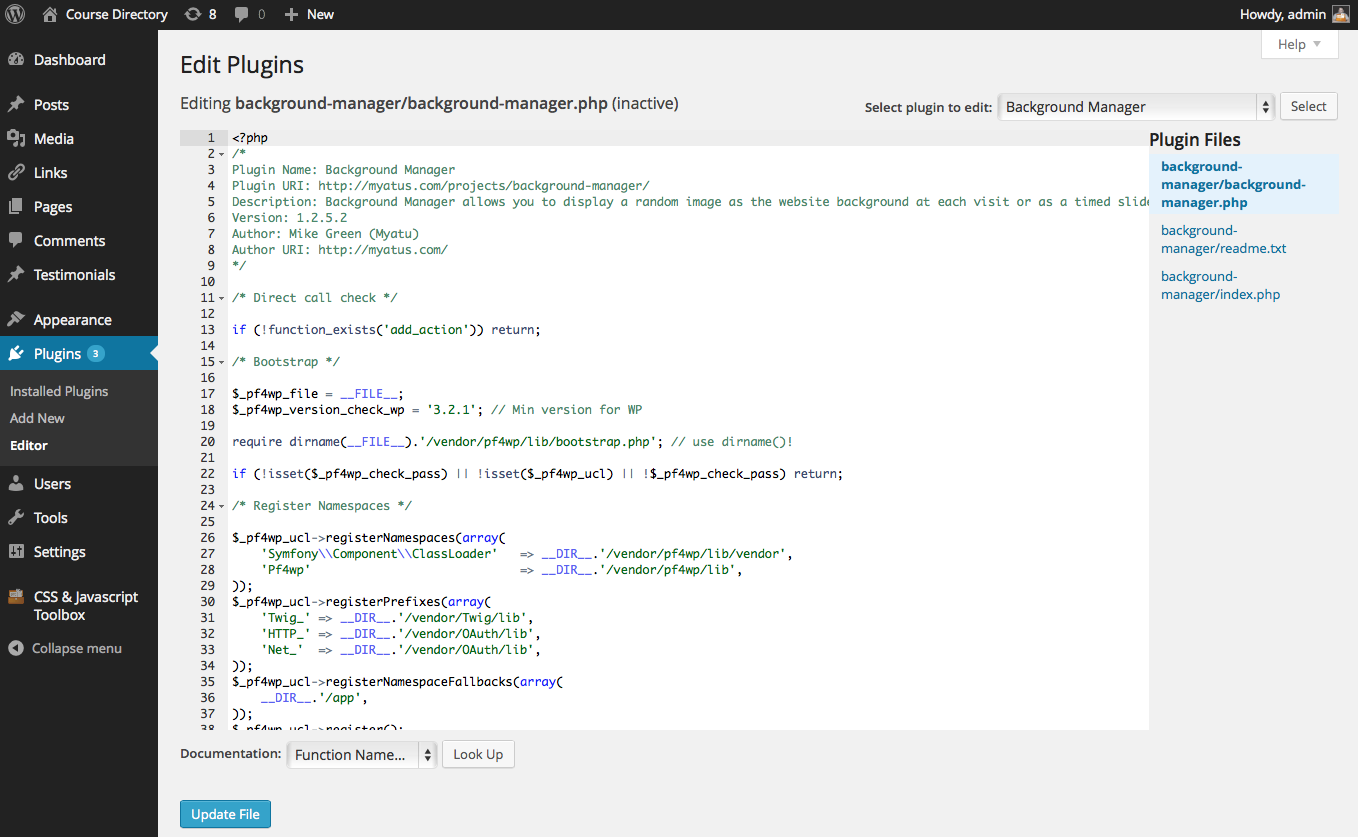 Course Directory 8 0 New Howdy, admin
Help
Dashboard
Posts
Media
Links
Pages
Comments
Testimonials
Appearance
Plugins 3
Installed Plugins
Add New
Editor
Users
Tools
Settings
CSS & Javascript
Toolbox
Collapse menu
Edit Plugins
Editing background-manager/background-manager.php (inactive)
Select plugin to edit: Background Manager Select
1 <?php
2 /*
3 Plugin Name: Background Manager
4 Plugin URI: http://myatus.com/projects/background-manager/
5 Description: Background Manager allows you to display a random image as the website background at each visit or as a timed slide
6 Version: 1.2.5.2
7 Author: Mike Green (Myatu)
8 Author URI: http://myatus.com/
9 */
10
11 /* Direct call check */
12
13 if (!function_exists('add_action')) return;
14
15 /* Bootstrap */
16
17 $_pf4wp_file = __FILE__;
18 $_pf4wp_version_check_wp = '3.2.1'; // Min version for WP
19
20 require dirname(__FILE__).'/vendor/pf4wp/lib/bootstrap.php'; // use dirname()!
21
22 if (!isset($_pf4wp_check_pass) || !isset($_pf4wp_ucl) || !$_pf4wp_check_pass) return;
23
24 /* Register Namespaces */
25
26 $_pf4wp_ucl->registerNamespaces(array(
27     'Symfony\\Component\\ClassLoader'   => __DIR__.'/vendor/pf4wp/lib/vendor',
28     'Pf4wp'                             => __DIR__.'/vendor/pf4wp/lib',
29 ));
30 $_pf4wp_ucl->registerPrefixes(array(
31     'Twig_' => __DIR__.'/vendor/Twig/lib',
32     'HTTP_' => __DIR__.'/vendor/OAuth/lib',
33     'Net_'  => __DIR__.'/vendor/OAuth/lib',
34 ));
35 $_pf4wp_ucl->registerNamespaceFallbacks(array(
36     __DIR__.'/app',
37 ));
38 $_pf4wp_ucl->register();
Plugin Files
background-
manager/background-
manager.php
background-
manager/readme.txt
background-
manager/index.php
Documentation: Function Name... Look Up
Update File